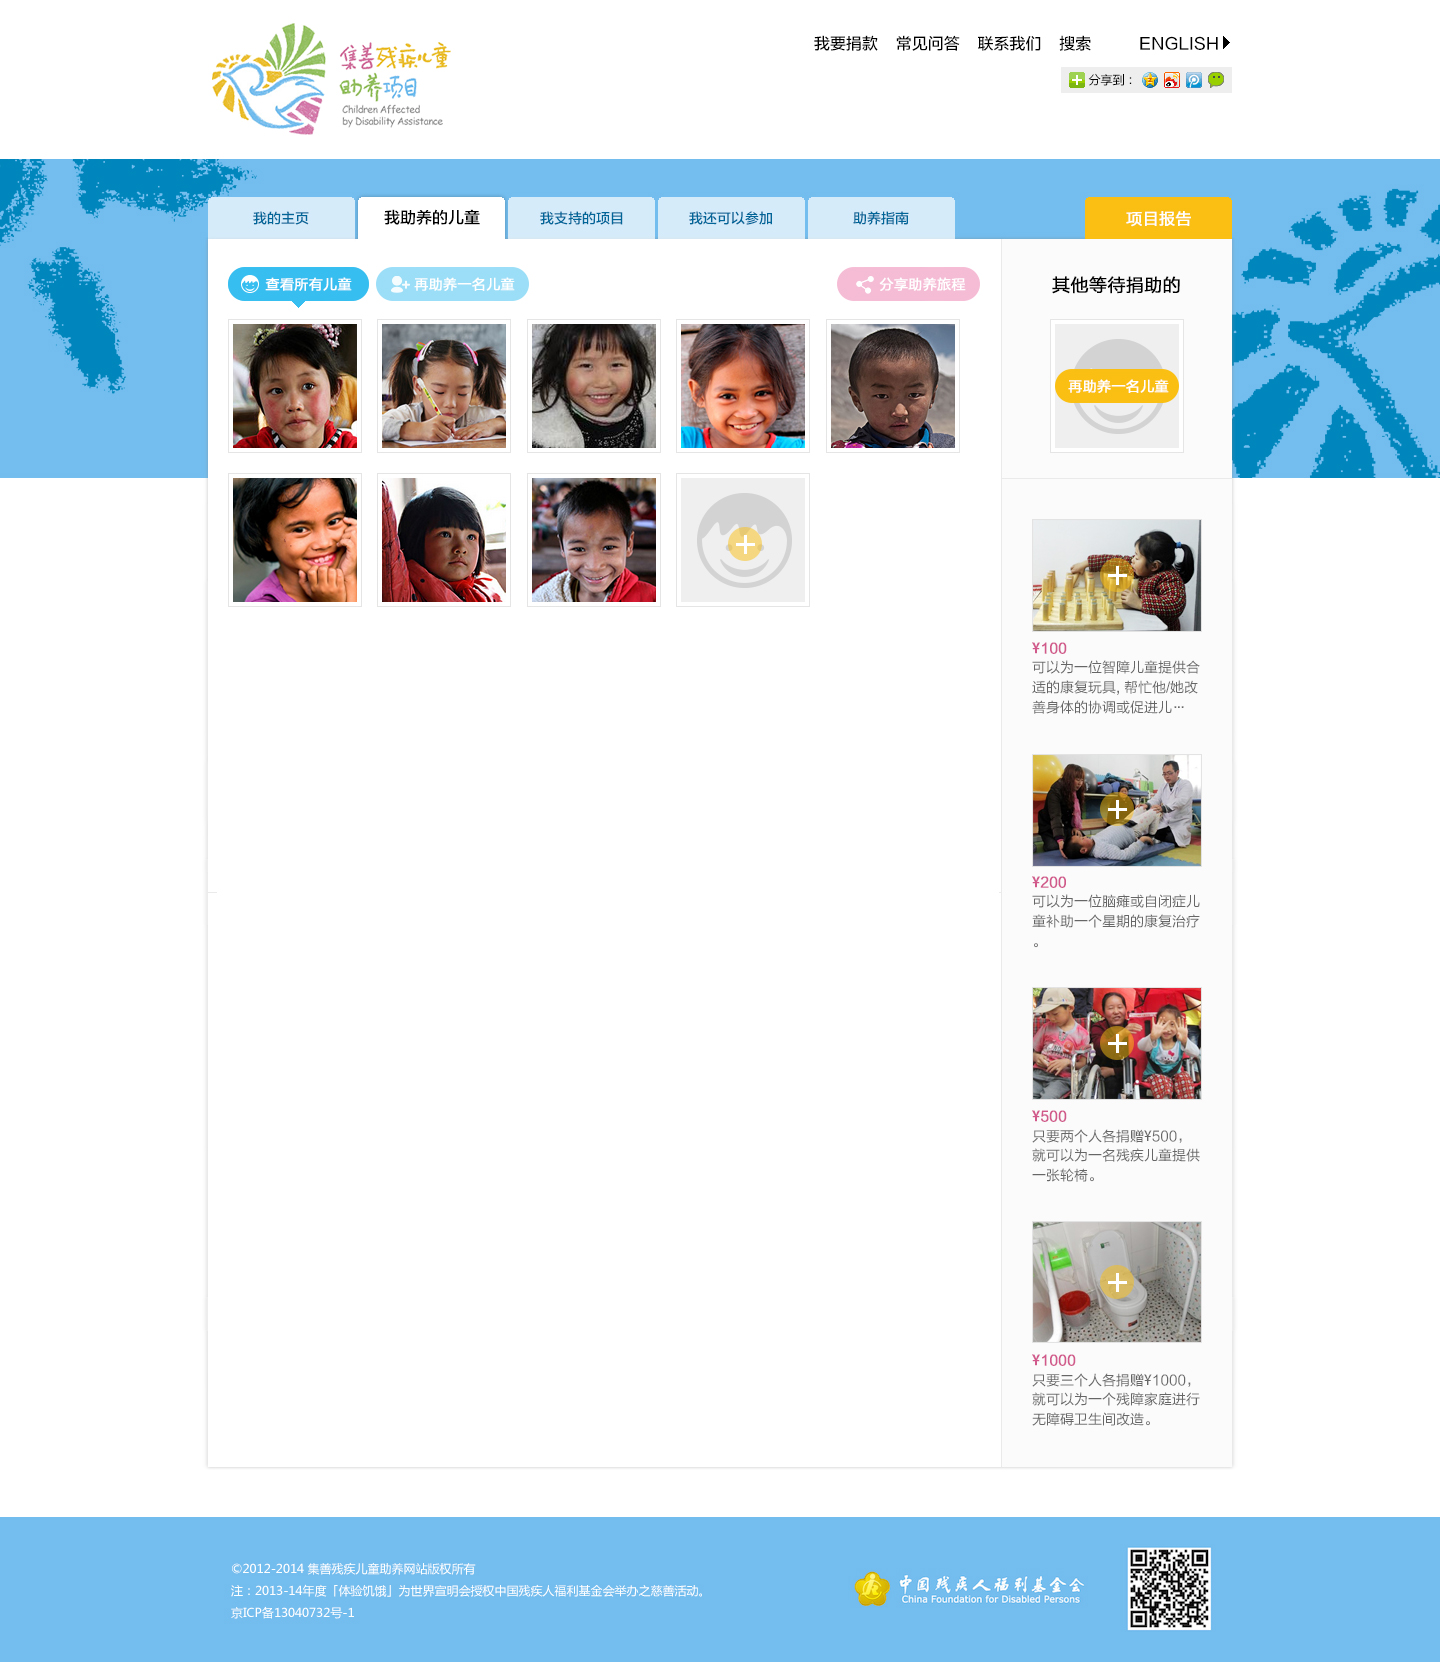 集善残疾儿童
助养项目
Children Affected
by Disability Assistance
我要捐款 常见问答 联系我们 搜索 ENGLISH
分享到：
我的主页 我助养的儿童 我支持的项目 我还可以参加 助养指南 项目报告
查看所有儿童 再助养一名儿童 分享助养旅程
其他等待捐助的
再助养一名儿童
¥100
可以为一位智障儿童提供合
适的康复玩具, 帮忙他/她改
善身体的协调或促进儿…
¥200
可以为一位脑瘫或自闭症儿
童补助一个星期的康复治疗
。
¥500
只要两个人各捐赠¥500，
就可以为一名残疾儿童提供
一张轮椅。
¥1000
只要三个人各捐赠¥1000，
就可以为一个残障家庭进行
无障碍卫生间改造。
©2012-2014 集善残疾儿童助养网站版权所有
注：2013-14年度「体验饥饿」为世界宣明会授权中国残疾人福利基金会举办之慈善活动。
京ICP备13040732号-1
中国残疾人福利基金会
China Foundation for Disabled Persons